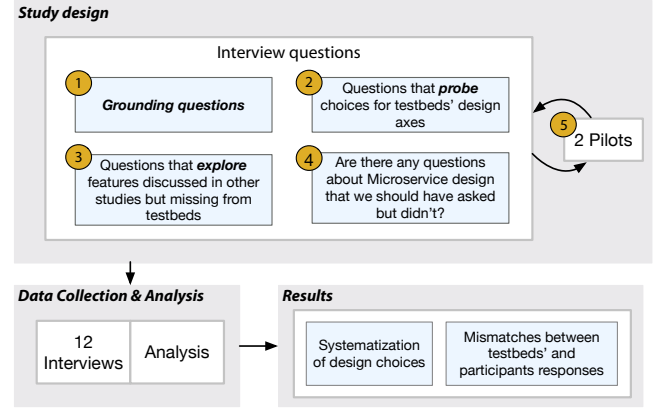 Study design
Interview questions
1
Grounding questions
2
Questions that probe
choices for testbeds' design
axes
3
Questions that explore
features discussed in other
studies but missing from
testbeds
4
Are there any questions
about Microservice design
that we should have asked
but didn't?
5
2 Pilots
Data Collection & Analysis
12
Interviews
Analysis
Results
Systematization
of design choices
Mismatches between
testbeds' and
participants responses